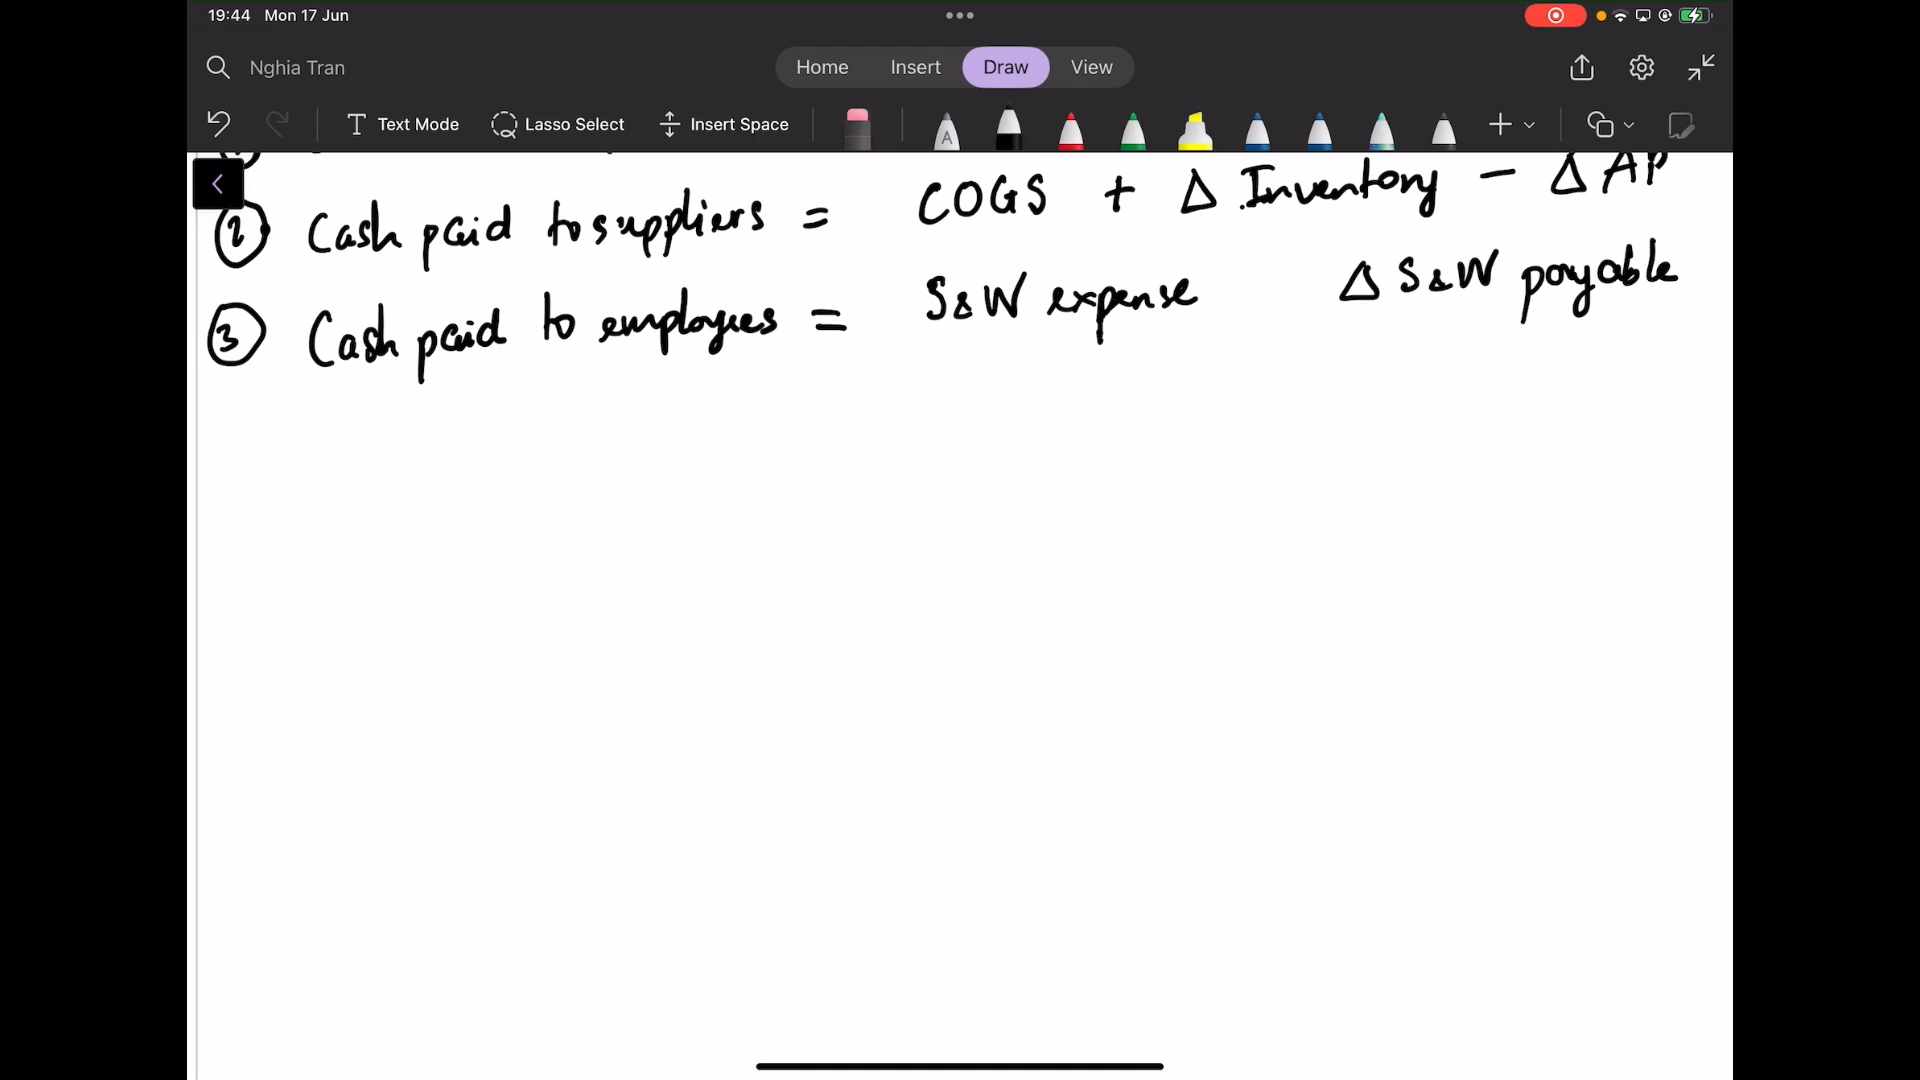 19:44 Mon 17 Jun
Nghia Tran
Home Insert Draw View
Text Mode Lasso Select Insert Space
A
② Cash paid to suppliers = COGS + Δ Inventory - Δ AP
③ Cash paid to employees = S&W expense Δ S&W payable